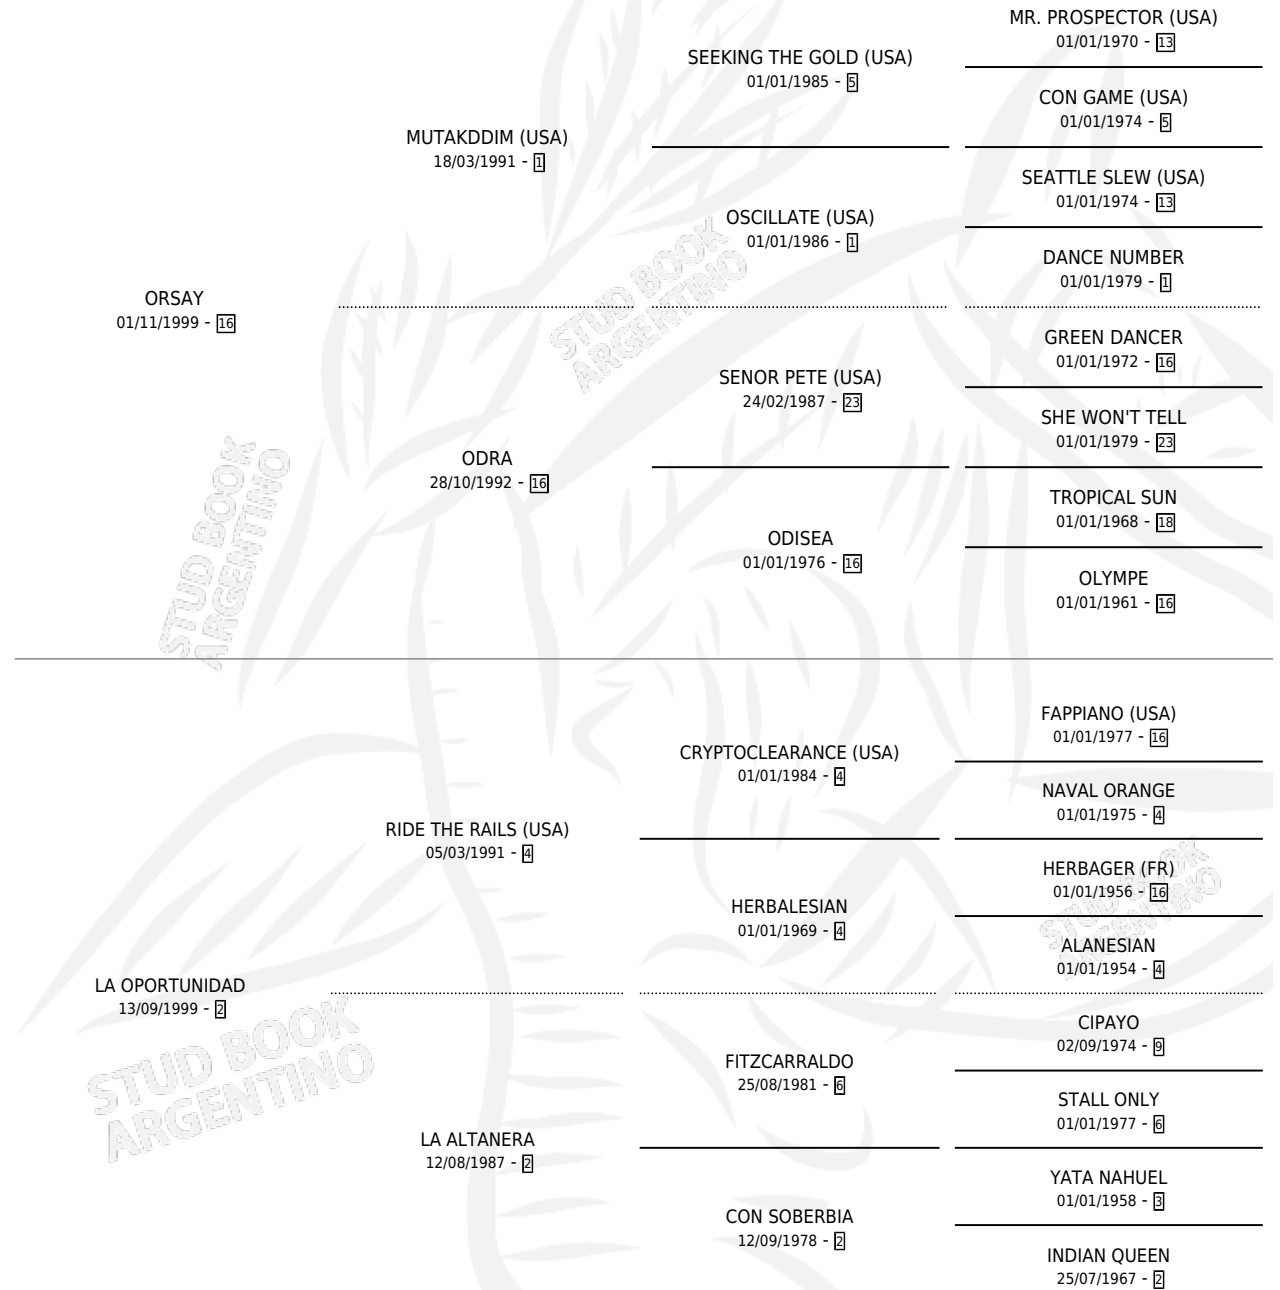 MR. PROSPECTOR (USA)
01/01/1970 - 13
SEEKING THE GOLD (USA)
01/01/1985 - 5
CON GAME (USA)
01/01/1974 - 5
MUTAKDDIM (USA)
18/03/1991 - 1
SEATTLE SLEW (USA)
01/01/1974 - 13
OSCILLATE (USA)
01/01/1986 - 1
DANCE NUMBER
01/01/1979 - 1
ORSAY
01/11/1999 - 16
GREEN DANCER
01/01/1972 - 16
SENOR PETE (USA)
24/02/1987 - 23
SHE WON'T TELL
01/01/1979 - 23
ODRA
28/10/1992 - 16
TROPICAL SUN
01/01/1968 - 18
ODISEA
01/01/1976 - 16
OLYMPE
01/01/1961 - 16
FAPPIANO (USA)
01/01/1977 - 16
CRYPTOCLEARANCE (USA)
01/01/1984 - 4
NAVAL ORANGE
01/01/1975 - 4
RIDE THE RAILS (USA)
05/03/1991 - 4
HERBAGER (FR)
01/01/1956 - 16
HERBALESIAN
01/01/1969 - 4
ALANESIAN
01/01/1954 - 4
LA OPORTUNIDAD
13/09/1999 - 2
CIPAYO
02/09/1974 - 9
FITZCARRALDO
25/08/1981 - 6
STALL ONLY
01/01/1977 - 6
LA ALTANERA
12/08/1987 - 2
YATA NAHUEL
01/01/1958 - 3
CON SOBERBIA
12/09/1978 - 2
INDIAN QUEEN
25/07/1967 - 2
STUD BOOK
ARGENTINO
STUD BOOK
ARGENTINO
STUD BOOK
ARGENTINO
STUD BOOK
ARGENTINO